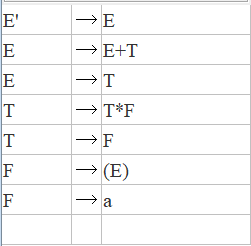 E' → E
E → E+T
E → T
T → T*F
T → F
F → (E)
F → a